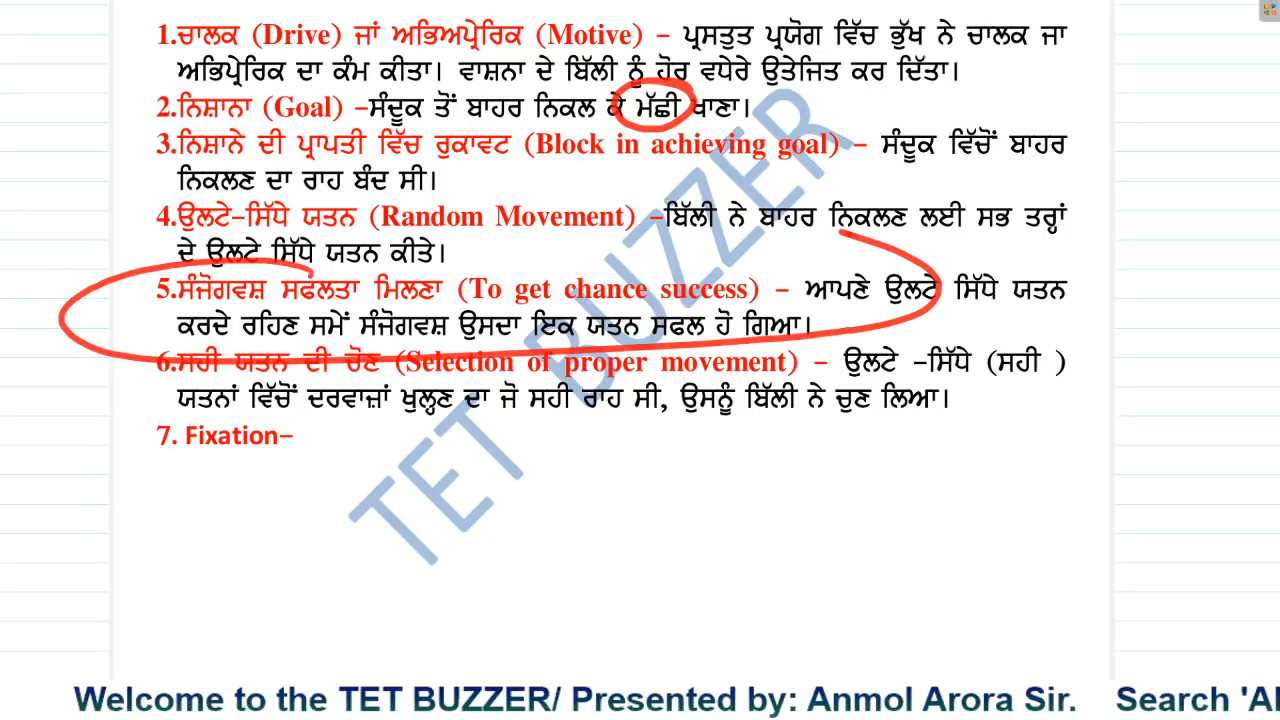 1.ਚਾਲਕ (Drive) ਜਾਂ ਅਭਿਅਪ੍ਰੇਰਿਕ (Motive) – ਪ੍ਰਸਤੁਤ ਪ੍ਰਯੋਗ ਵਿੱਚ ਭੁੱਖ ਨੇ ਚਾਲਕ ਜਾ
ਅਭਿਪ੍ਰੇਰਿਕ ਦਾ ਕੰਮ ਕੀਤਾ। ਵਾਸ਼ਨਾ ਦੇ ਬਿੱਲੀ ਨੂੰ ਹੋਰ ਵਧੇਰੇ ਉਤੇਜਿਤ ਕਰ ਦਿੱਤਾ।
2.ਨਿਸ਼ਾਨਾ (Goal) –ਸੰਦੂਕ ਤੋਂ ਬਾਹਰ ਨਿਕਲ ਕੇ ਮੱਛੀ ਖਾਣਾ।
3.ਨਿਸ਼ਾਨੇ ਦੀ ਪ੍ਰਾਪਤੀ ਵਿੱਚ ਰੁਕਾਵਟ (Block in achieving goal) – ਸੰਦੂਕ ਵਿੱਚੋਂ ਬਾਹਰ
ਨਿਕਲਣ ਦਾ ਰਾਹ ਬੰਦ ਸੀ।
4.ਉਲਟੇ–ਸਿੱਧੇ ਯਤਨ (Random Movement) –ਬਿੱਲੀ ਨੇ ਬਾਹਰ ਨਿਕਲਣ ਲਈ ਸਭ ਤਰ੍ਹਾਂ
ਦੇ ਉਲਟੇ ਸਿੱਧੇ ਯਤਨ ਕੀਤੇ।
5.ਸੰਜੋਗਵਸ਼ ਸਫਲਤਾ ਮਿਲਣਾ (To get chance success) – ਆਪਣੇ ਉਲਟੇ ਸਿੱਧੇ ਯਤਨ
ਕਰਦੇ ਰਹਿਣ ਸਮੇਂ ਸੰਜੋਗਵਸ਼ ਉਸਦਾ ਇਕ ਯਤਨ ਸਫਲ ਹੋ ਗਿਆ।
6.ਸਹੀ ਯਤਨ ਦੀ ਚੋਣ (Selection of proper movement) – ਉਲਟੇ –ਸਿੱਧੇ (ਸਹੀ )
ਯਤਨਾਂ ਵਿੱਚੋਂ ਦਰਵਾਜ਼ਾਂ ਖੁਲ੍ਹਣ ਦਾ ਜੋ ਸਹੀ ਰਾਹ ਸੀ, ਉਸਨੂੰ ਬਿੱਲੀ ਨੇ ਚੁਣ ਲਿਆ।
7. Fixation–
TET BUZZER
Welcome to the TET BUZZER/ Presented by: Anmol Arora Sir. Search